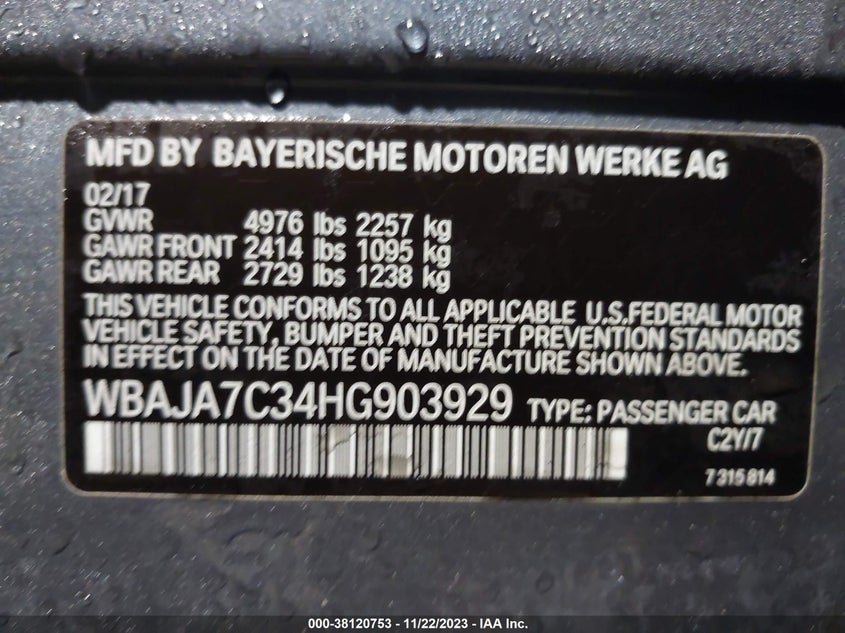 MFD BY BAYERISCHE MOTOREN WERKE AG
02/17
GVWR 4976 lbs 2257 kg
GAWR FRONT 2414 lbs 1095 kg
GAWR REAR 2729 lbs 1238 kg
THIS VEHICLE CONFORMS TO ALL APPLICABLE U.S.FEDERAL MOTOR
VEHICLE SAFETY, BUMPER AND THEFT PREVENTION STANDARDS
IN EFFECT ON THE DATE OF MANUFACTURE SHOWN ABOVE.
WBAJA7C34HG903929 TYPE: PASSENGER CAR
C2Y/7
7 315 814
000-38120753 - 11/22/2023 - IAA Inc.